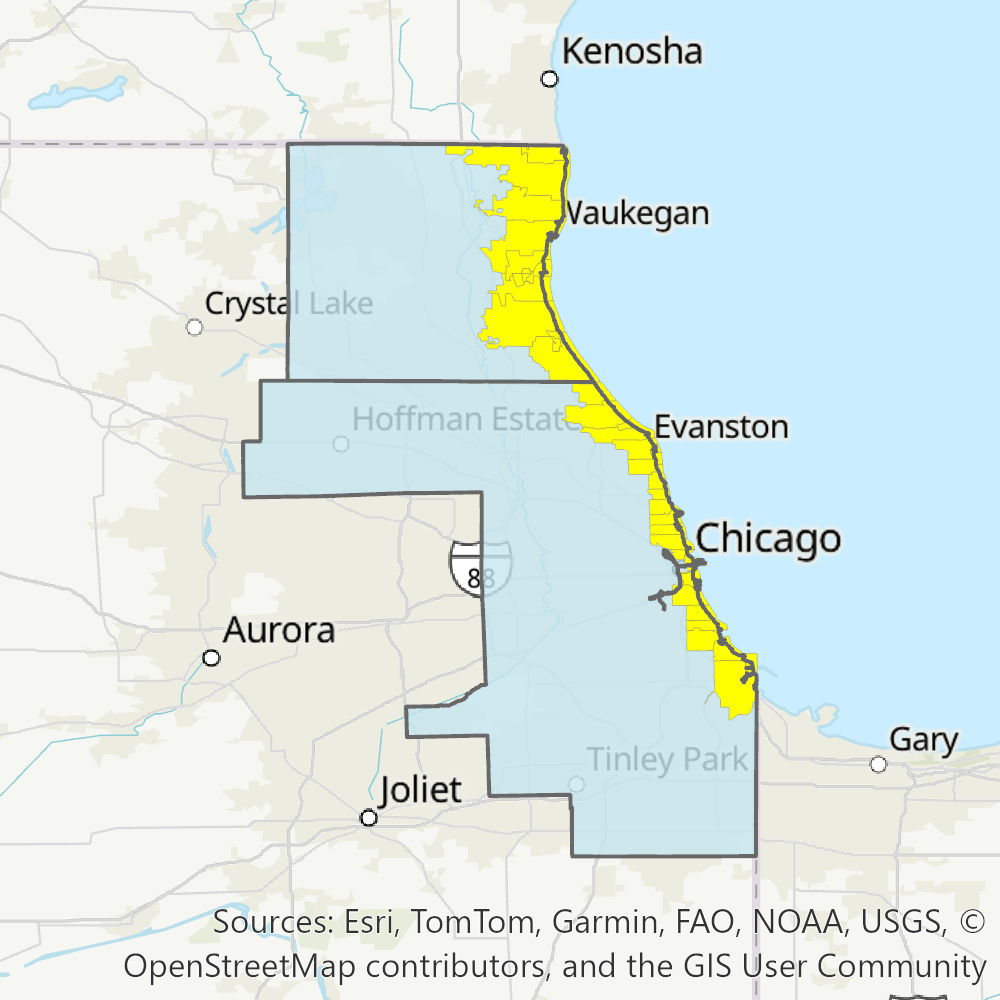 Kenosha
Waukegan
Crystal Lake
Hoffman Estate
Evanston
Chicago
88
Aurora
Gary
Tinley Park
Joliet
Sources: Esri, TomTom, Garmin, FAO, NOAA, USGS, ©
OpenStreetMap contributors, and the GIS User Community